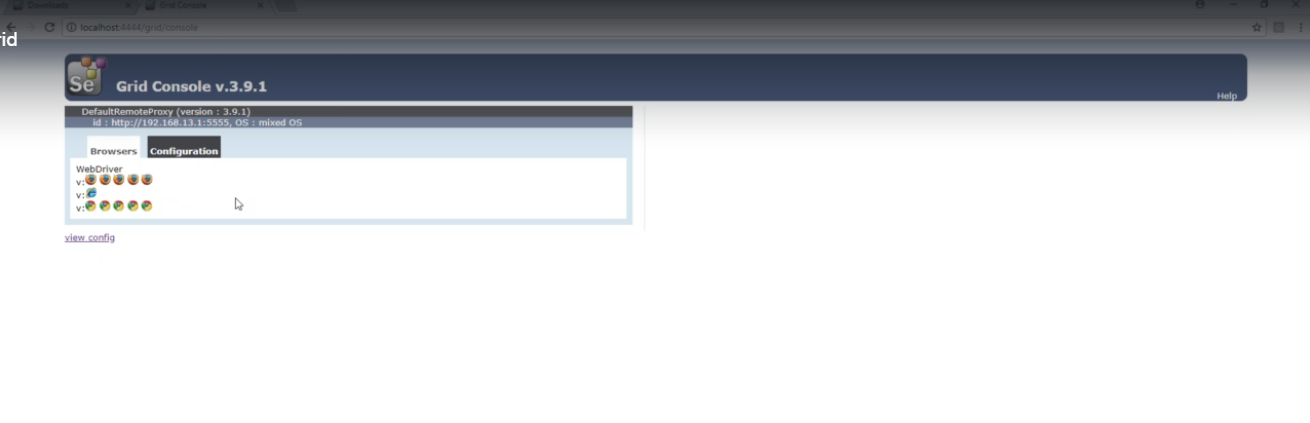 Downloads Grid Console
localhost:4444/grid/console
rid
Se Grid Console v.3.9.1
Help
DefaultRemoteProxy (version : 3.9.1)
id : http://192.168.13.1:5555, OS : mixed OS
Browsers Configuration
WebDriver
v:
v:
v:
view config